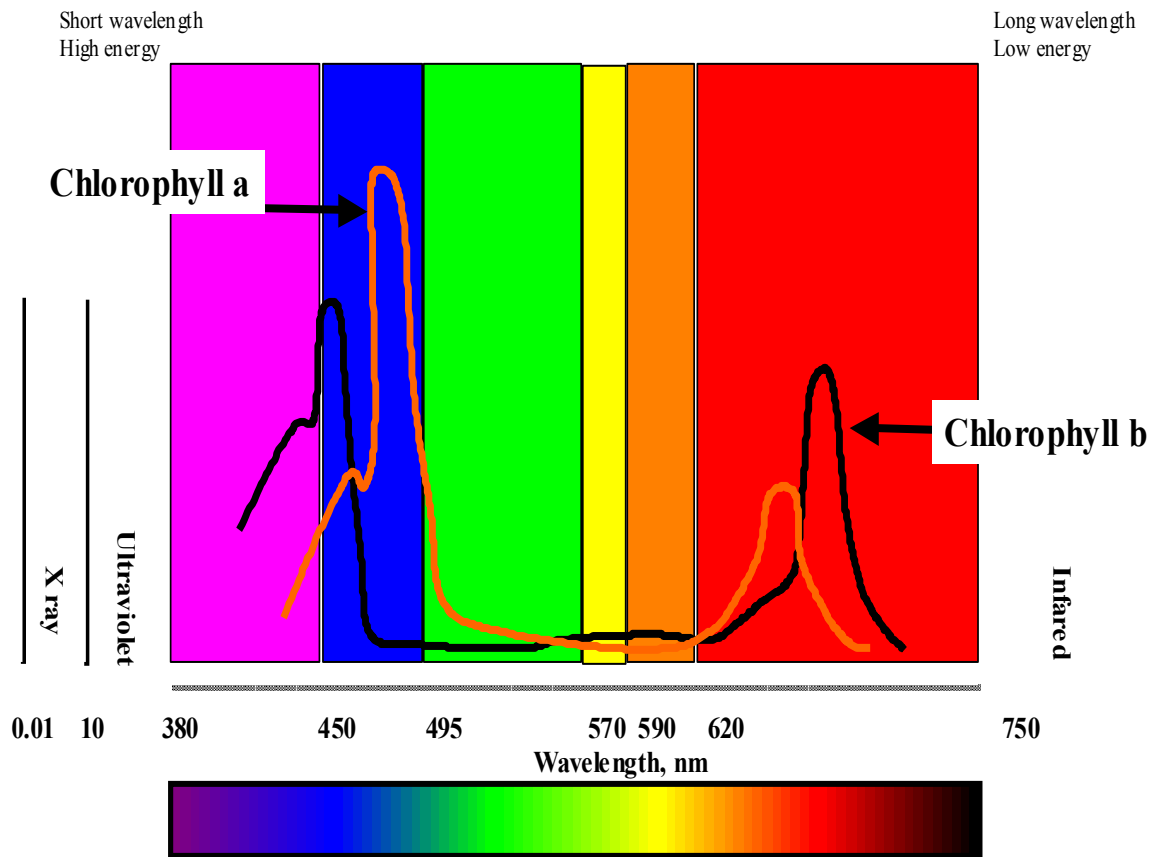 Short wavelength
High energy
Long wavelength
Low energy
Chlorophyll a
Chlorophyll b
X ray
Ultraviolet
Infared
0.01 10 380 450 495 570 590 620 750
Wavelength, nm